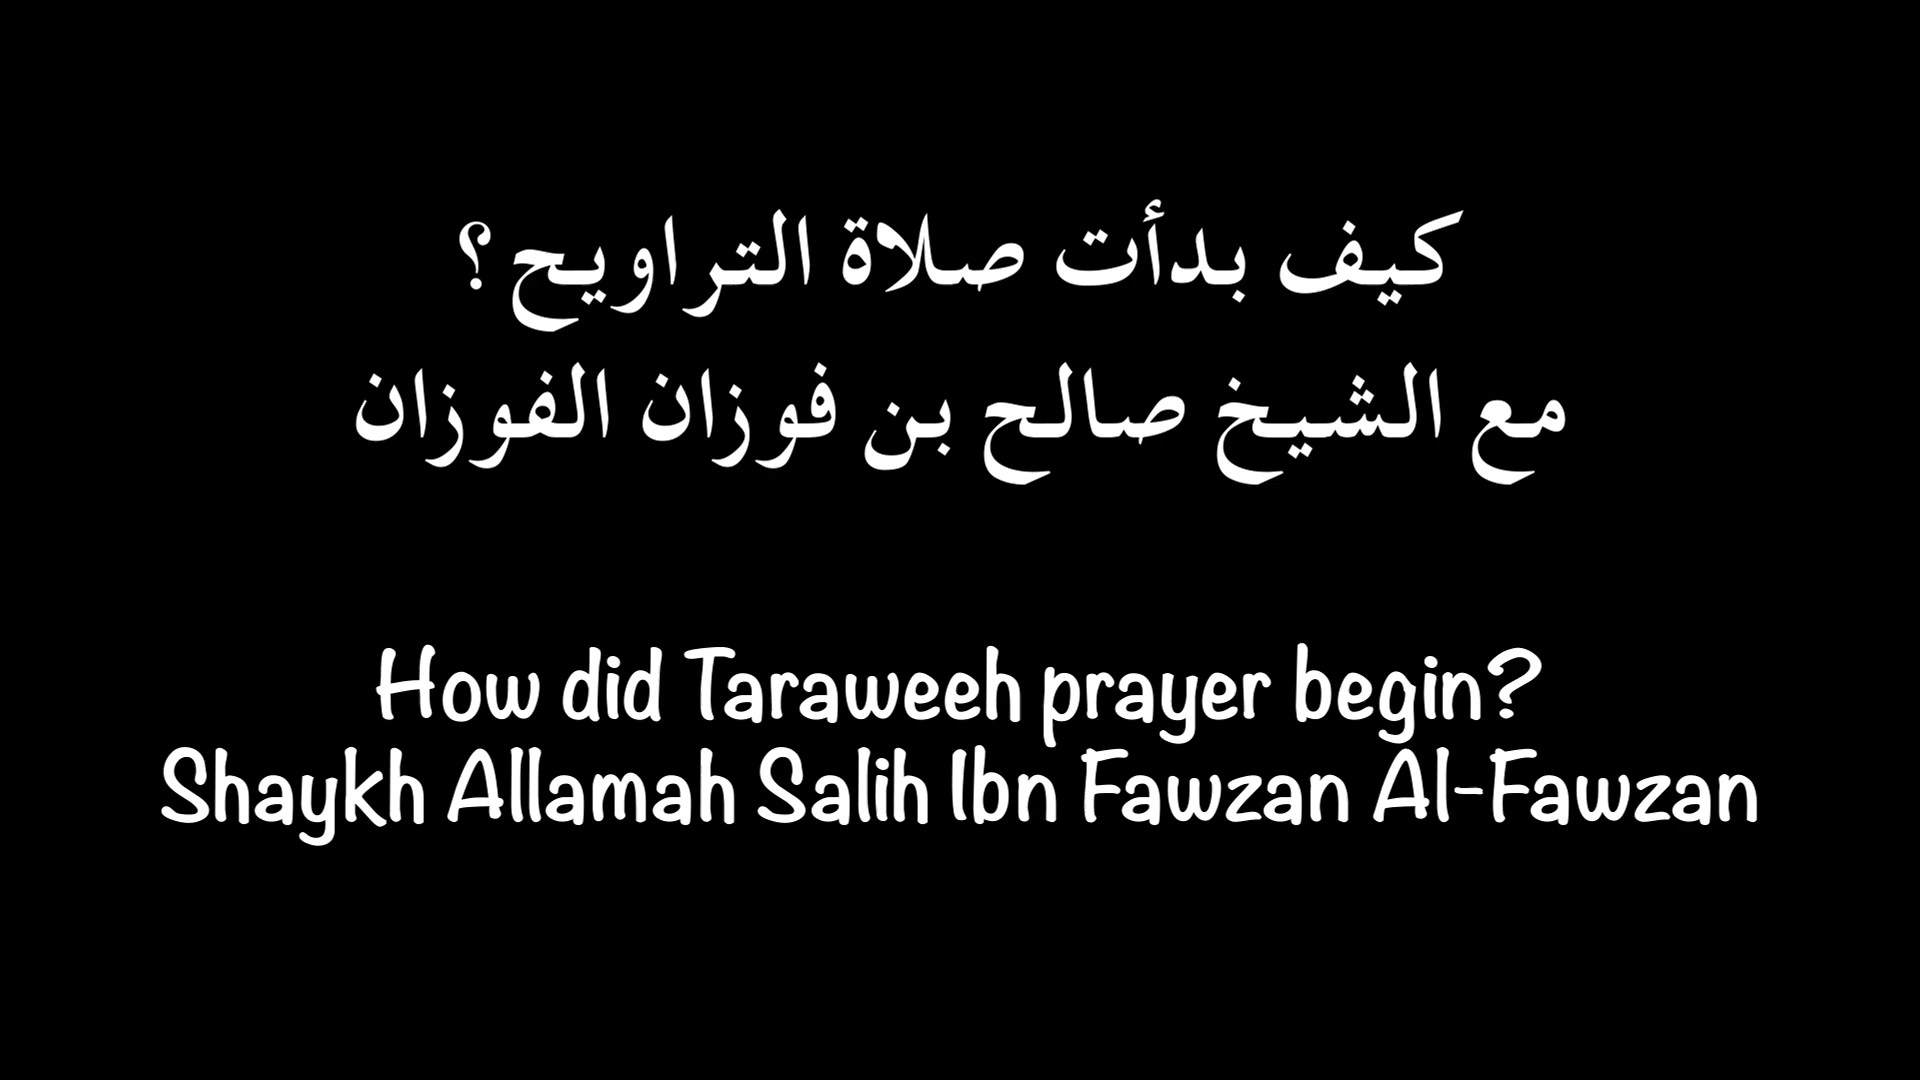 كيف بدأت صلاة التراويح؟
مع الشيخ صالح بن فوزان الفوزان
How did Taraweeh prayer begin?
Shaykh Allamah Salih Ibn Fawzan Al-Fawzan